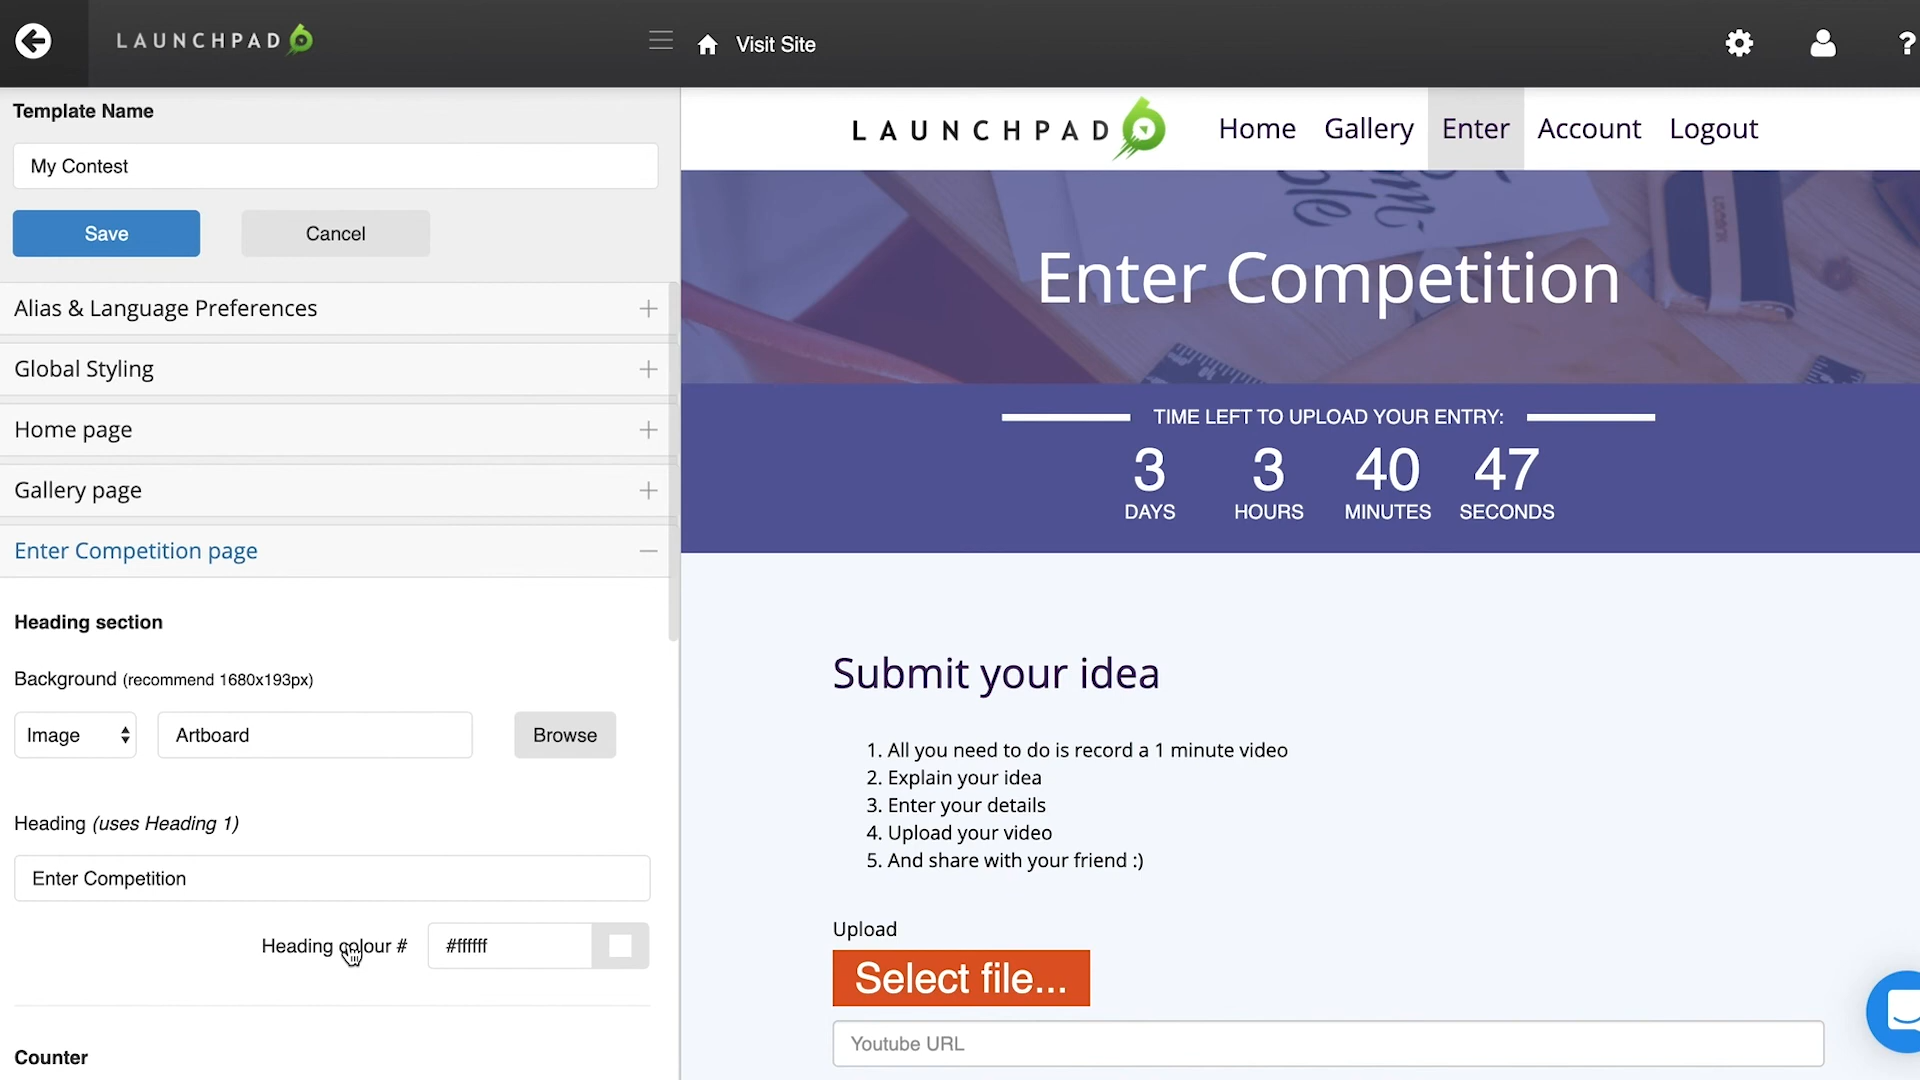 LAUNCHPAD
Visit Site
?
Template Name
My Contest
Save
Cancel
Alias & Language Preferences
Global Styling
Home page
Gallery page
Enter Competition page
Heading section
Background (recommend 1680x193px)
Image
Artboard
Browse
Heading (uses Heading 1)
Enter Competition
Heading colour #
#ffffff
Counter
LAUNCHPAD
Home
Gallery
Enter
Account
Logout
Enter Competition
TIME LEFT TO UPLOAD YOUR ENTRY:
3 3 40 47
DAYS HOURS MINUTES SECONDS
Submit your idea
1. All you need to do is record a 1 minute video
2. Explain your idea
3. Enter your details
4. Upload your video
5. And share with your friend :)
Upload
Select file...
Youtube URL